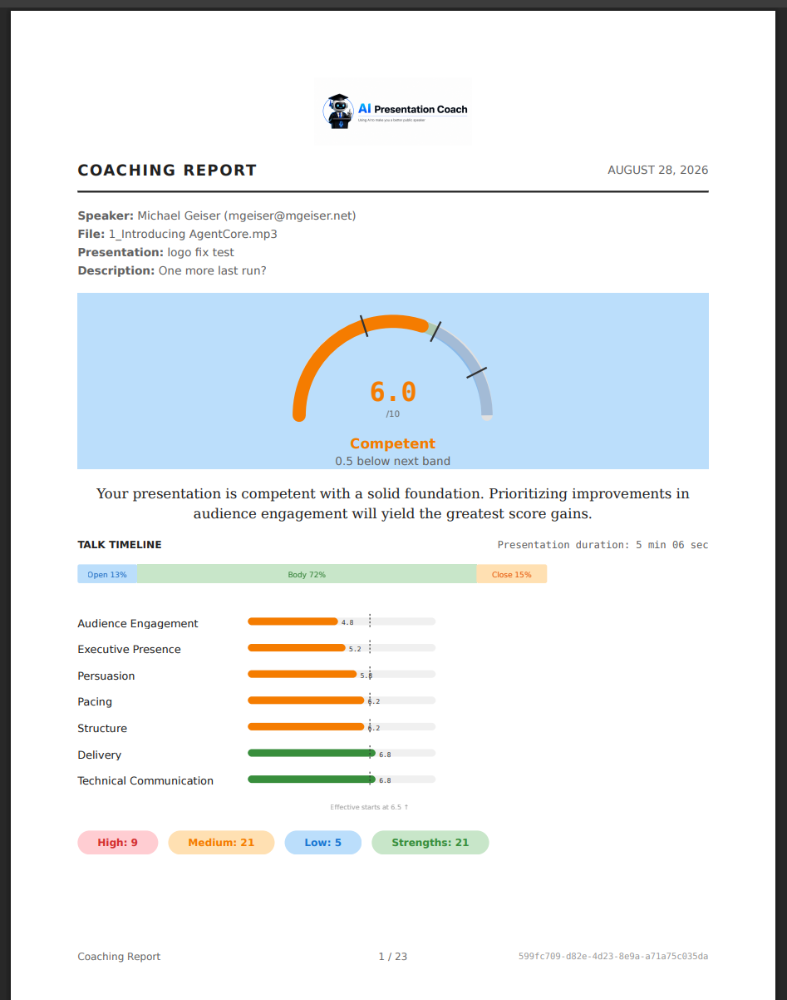 AI Presentation Coach
Using AI to make you a better public speaker
COACHING REPORT
AUGUST 28, 2026
Speaker: Michael Geiser (mgeiser@mgeiser.net)
File: 1_Introducing AgentCore.mp3
Presentation: logo fix test
Description: One more last run?
6.0
/10
Competent
0.5 below next band
Your presentation is competent with a solid foundation. Prioritizing improvements in
audience engagement will yield the greatest score gains.
TALK TIMELINE
Presentation duration: 5 min 06 sec
Open 13%
Body 72%
Close 15%
Audience Engagement 4.8
Executive Presence 5.2
Persuasion 5.8
Pacing 6.2
Structure 6.2
Delivery 6.8
Technical Communication 6.8
Effective starts at 6.5 ↑
High: 9
Medium: 21
Low: 5
Strengths: 21
Coaching Report
1 / 23
599fc709-d82e-4d23-8e9a-a71a75c035da